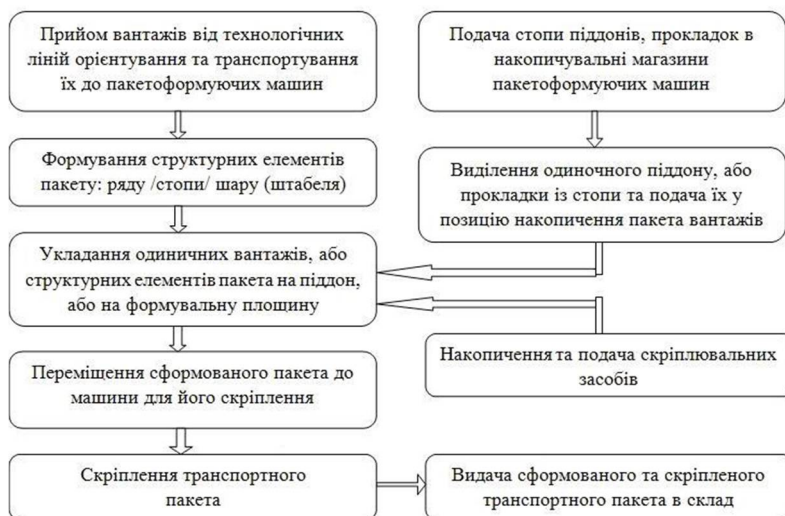 Прийом вантажів від технологічних
ліній орієнтування та транспортування
їх до пакетоформуючих машин
Подача стопи піддонів, прокладок в
накопичувальні магазини
пакетоформуючих машин
Формування структурних елементів
пакету: ряду /стопи/ шару (штабеля)
Виділення одиночного піддону, або
прокладки із стопи та подача їх у
позицію накопичення пакета вантажів
Укладання одиничних вантажів, або
структурних елементів пакета на піддон,
або на формувальну площину
Накопичення та подача скріплювальних
засобів
Переміщення сформованого пакета до
машини для його скріплення
Скріплення транспортного
пакета
Видача сформованого та скріпленого
транспортного пакета в склад